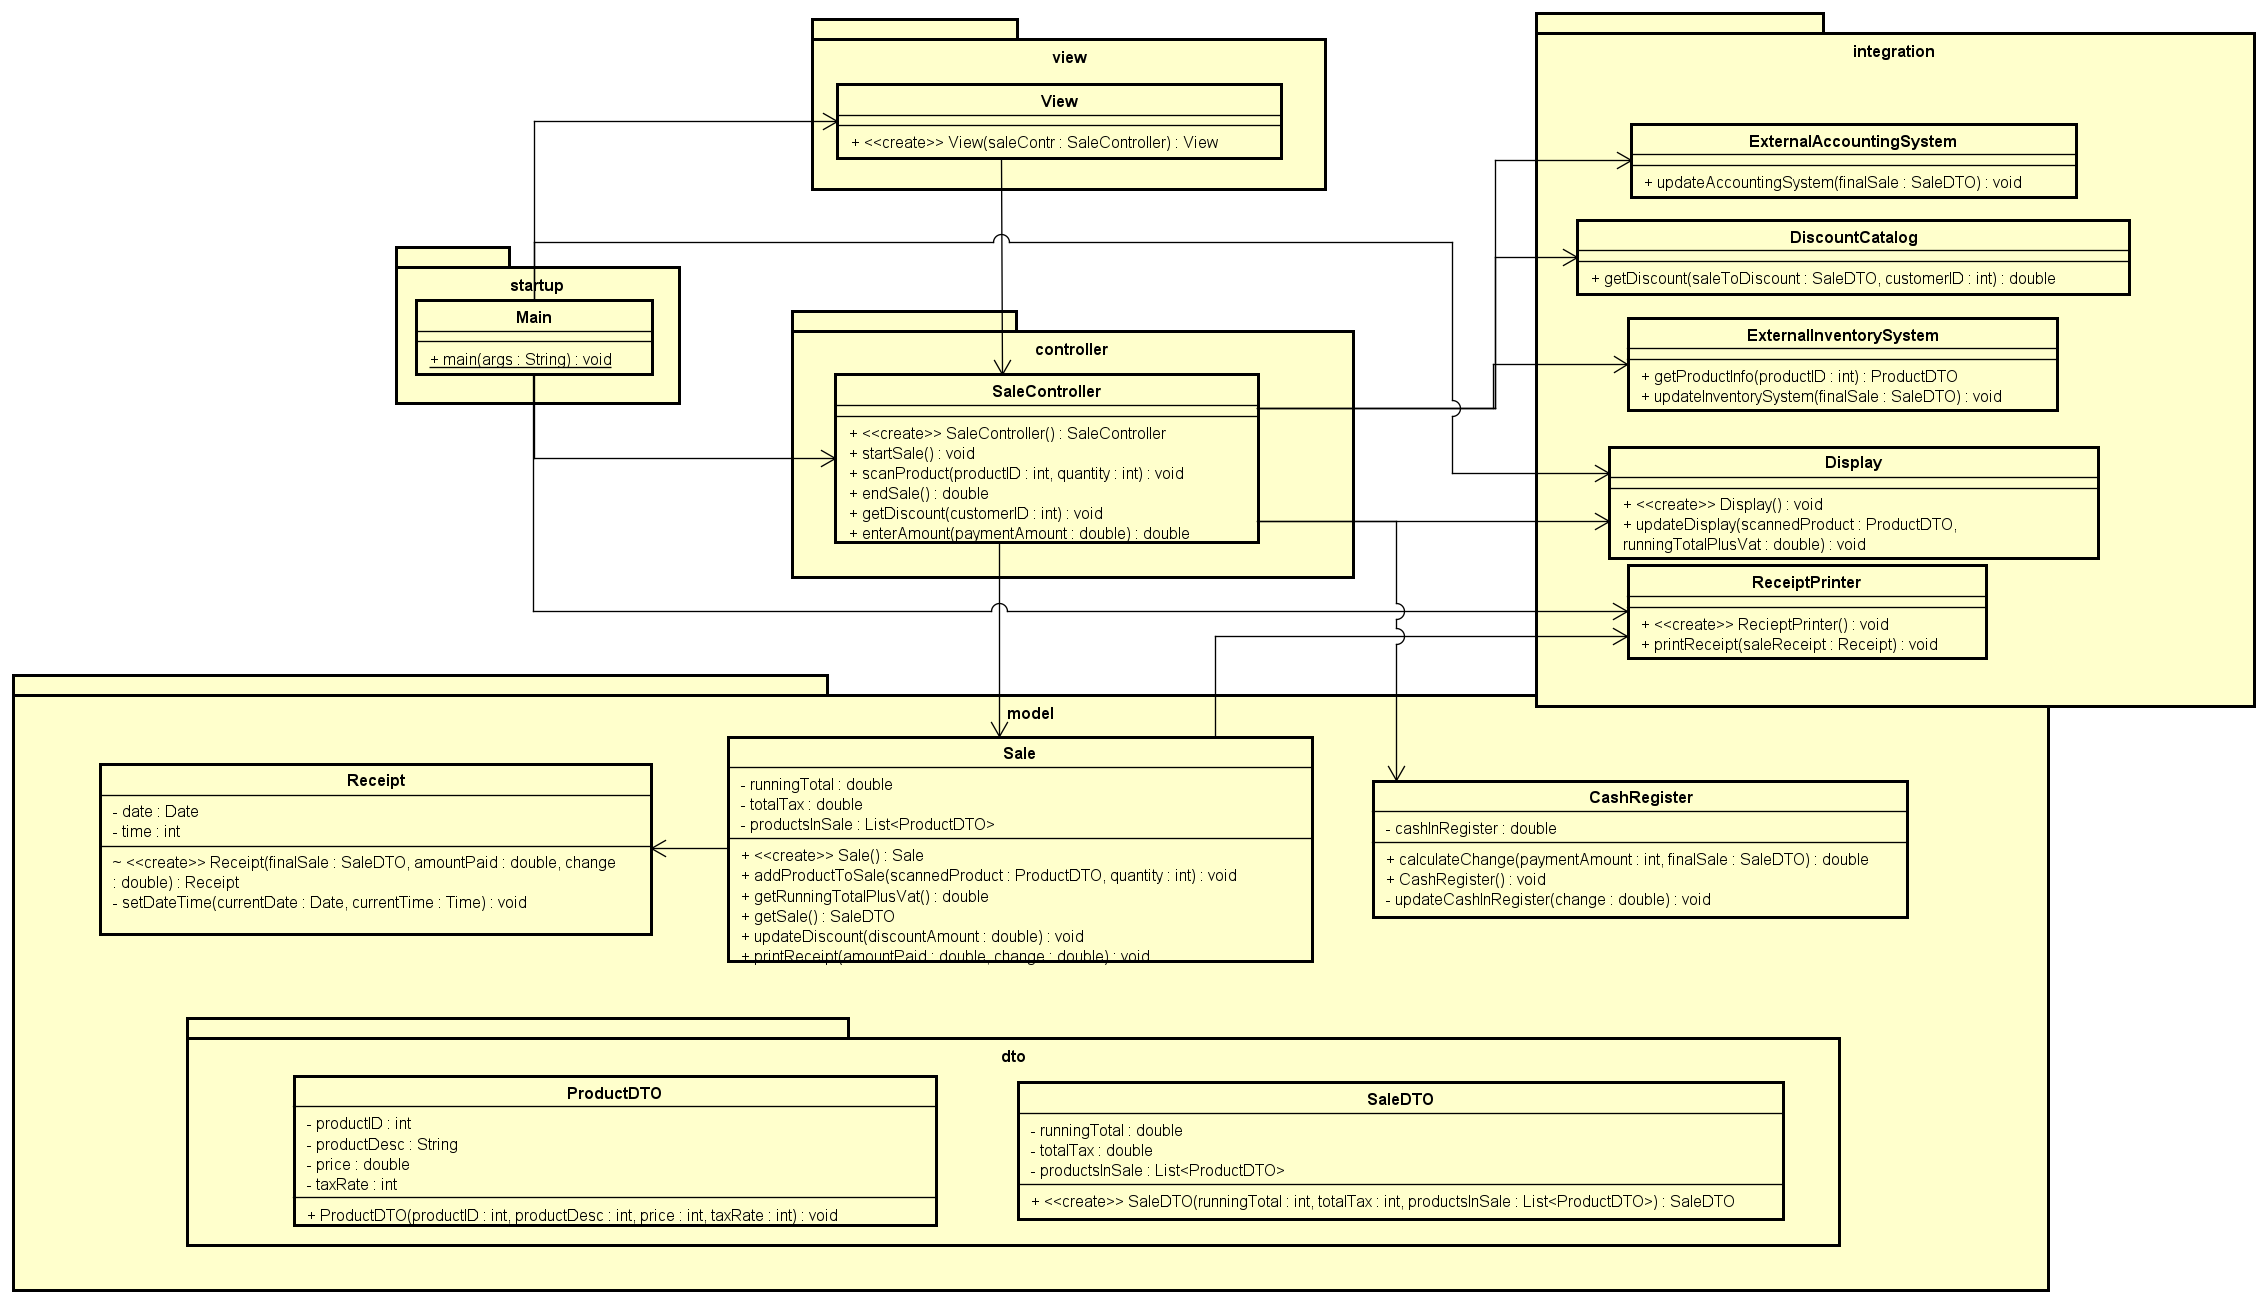 view
View
+ <<create>> View(saleContr : SaleController) : View
integration
ExternalAccountingSystem
+ updateAccountingSystem(finalSale : SaleDTO) : void
DiscountCatalog
+ getDiscount(saleToDiscount : SaleDTO, customerID : int) : double
ExternalInventorySystem
+ getProductInfo(productID : int) : ProductDTO
+ updateInventorySystem(finalSale : SaleDTO) : void
Display
+ <<create>> Display() : void
+ updateDisplay(scannedProduct : ProductDTO,
runningTotalPlusVat : double) : void
ReceiptPrinter
+ <<create>> RecieptPrinter() : void
+ printReceipt(saleReceipt : Receipt) : void
startup
Main
+ main(args : String) : void
controller
SaleController
+ <<create>> SaleController() : SaleController
+ startSale() : void
+ scanProduct(productID : int, quantity : int) : void
+ endSale() : double
+ getDiscount(customerID : int) : void
+ enterAmount(paymentAmount : double) : double
model
Receipt
- date : Date
- time : int
~ <<create>> Receipt(finalSale : SaleDTO, amountPaid : double, change
: double) : Receipt
- setDateTime(currentDate : Date, currentTime : Time) : void
Sale
- runningTotal : double
- totalTax : double
- productsInSale : List<ProductDTO>
+ <<create>> Sale() : Sale
+ addProductToSale(scannedProduct : ProductDTO, quantity : int) : void
+ getRunningTotalPlusVat() : double
+ getSale() : SaleDTO
+ updateDiscount(discountAmount : double) : void
+ printReceipt(amountPaid : double, change : double) : void
CashRegister
- cashInRegister : double
+ calculateChange(paymentAmount : int, finalSale : SaleDTO) : double
+ CashRegister() : void
- updateCashInRegister(change : double) : void
dto
ProductDTO
- productID : int
- productDesc : String
- price : double
- taxRate : int
+ ProductDTO(productID : int, productDesc : int, price : int, taxRate : int) : void
SaleDTO
- runningTotal : double
- totalTax : double
- productsInSale : List<ProductDTO>
+ <<create>> SaleDTO(runningTotal : int, totalTax : int, productsInSale : List<ProductDTO>) : SaleDTO